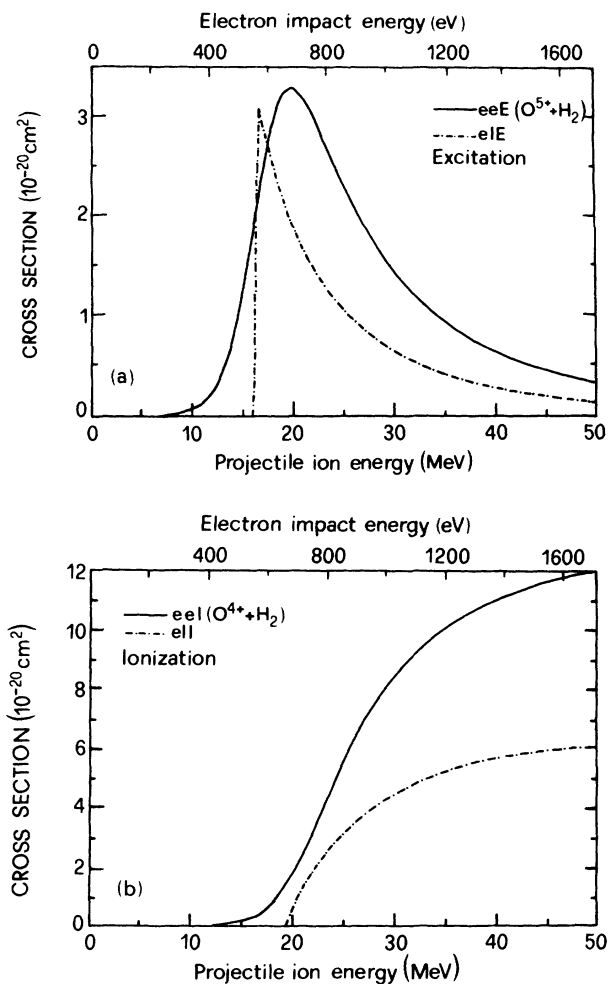 Electron impact energy (eV)
0 400 600 800 1200 1600
CROSS SECTION (10⁻²⁰cm²)
3
2
1
0
eeE (O⁵⁺+H₂)
eIE
Excitation
(a)
0 10 20 30 40 50
Projectile ion energy (MeV)
Electron impact energy (eV)
0 400 600 800 1200 1600
CROSS SECTION (10⁻²⁰cm²)
12
10
8
6
4
2
0
eeI (O⁴⁺+H₂)
eII
Ionization
(b)
0 10 20 30 40 50
Projectile ion energy (MeV)